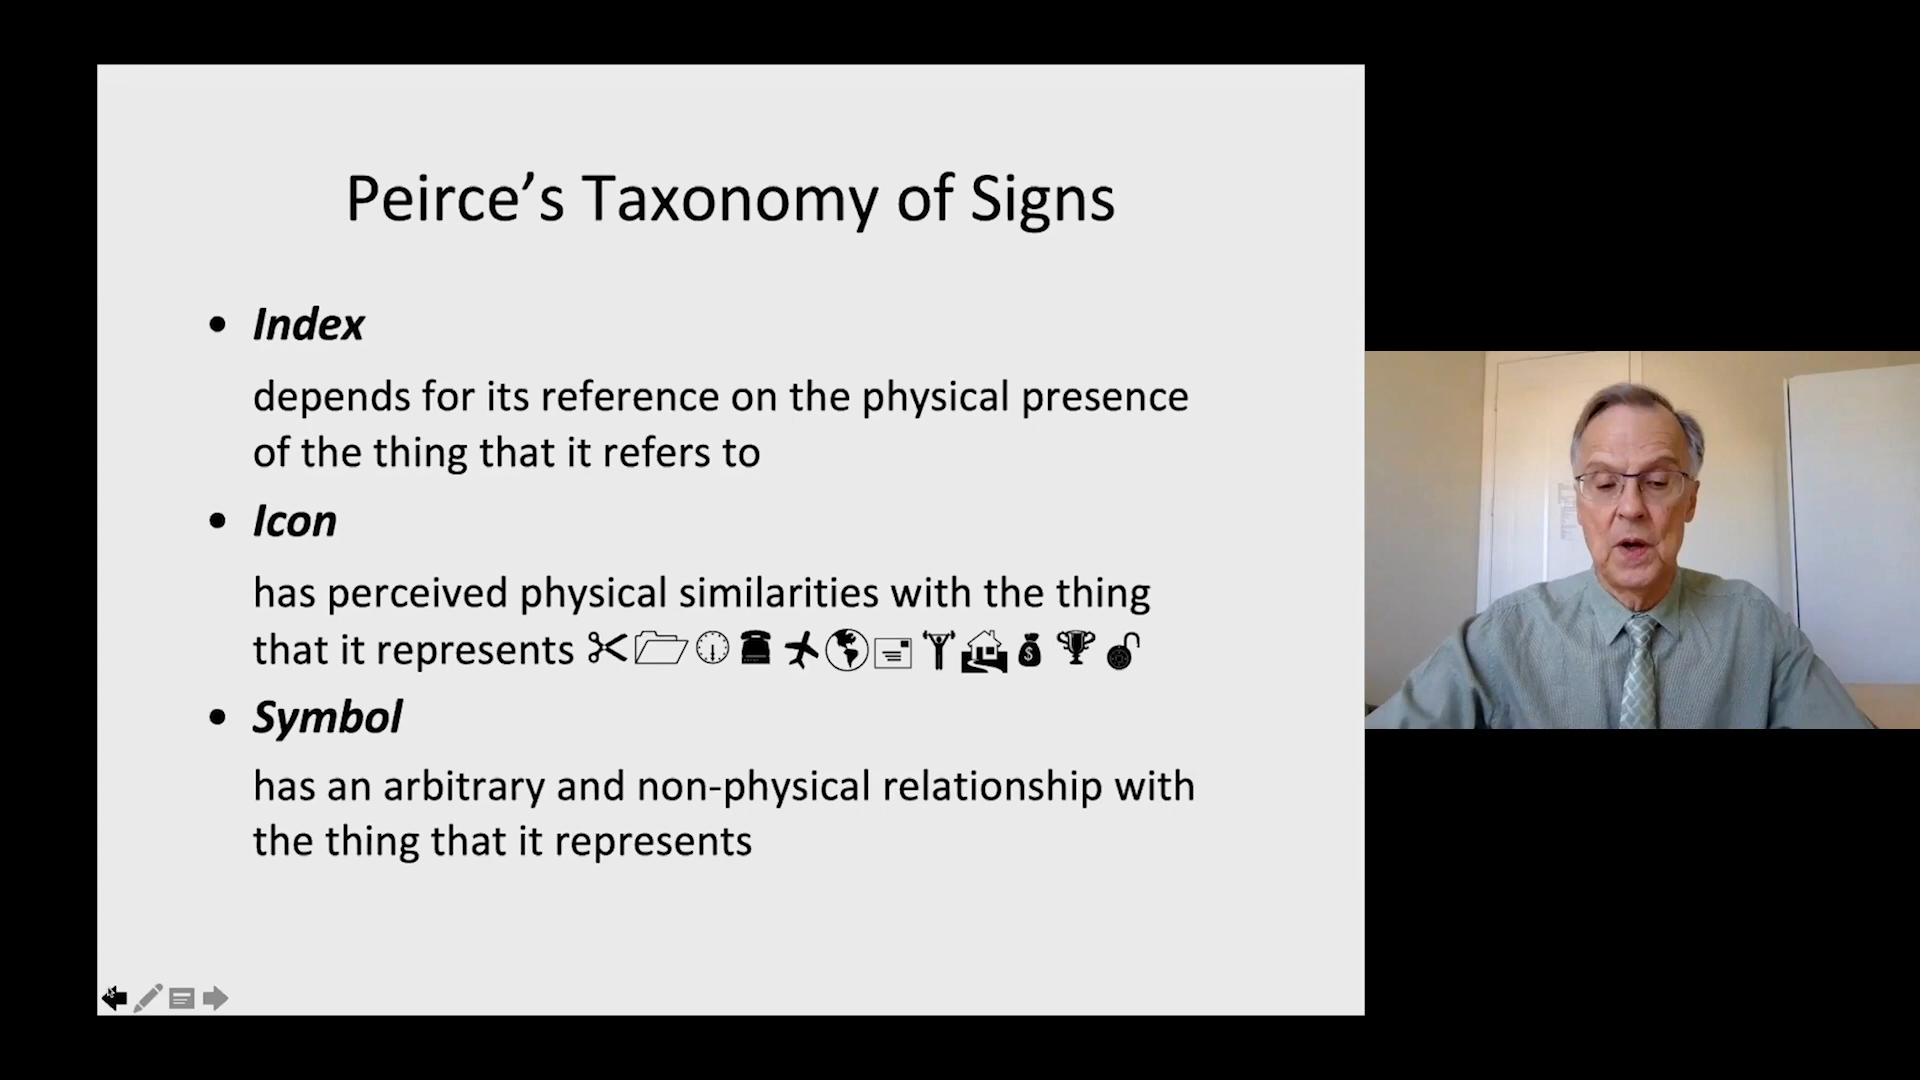 Peirce’s Taxonomy of Signs
• Index
depends for its reference on the physical presence
of the thing that it refers to
• Icon
has perceived physical similarities with the thing
that it represents
• Symbol
has an arbitrary and non-physical relationship with
the thing that it represents